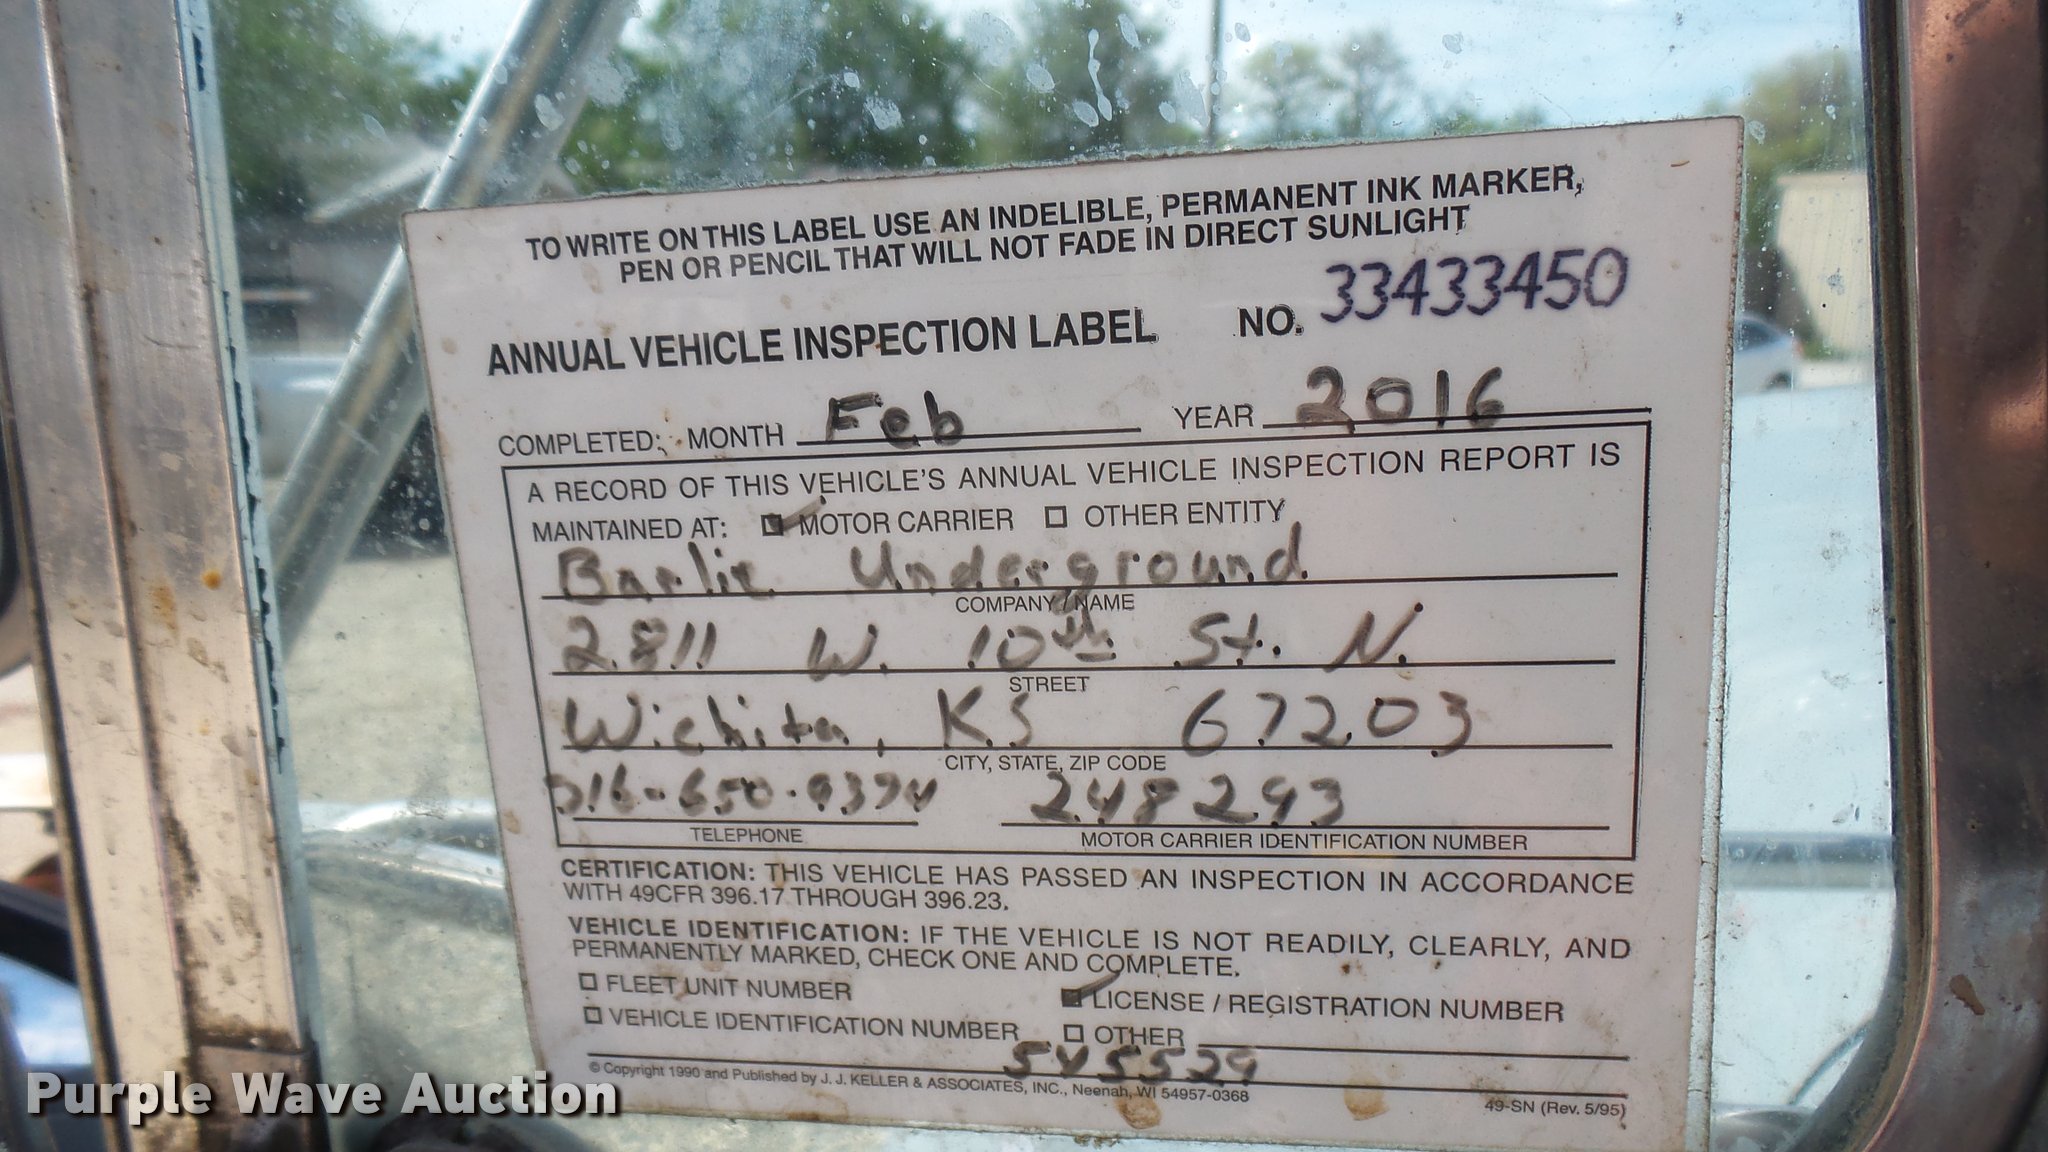 TO WRITE ON THIS LABEL USE AN INDELIBLE, PERMANENT INK MARKER,
PEN OR PENCIL THAT WILL NOT FADE IN DIRECT SUNLIGHT
ANNUAL VEHICLE INSPECTION LABEL NO. 33433450
COMPLETED: MONTH Feb YEAR 2016
A RECORD OF THIS VEHICLE'S ANNUAL VEHICLE INSPECTION REPORT IS
MAINTAINED AT: MOTOR CARRIER OTHER ENTITY
Underground
COMPANY / NAME
2811 W. 10th St. N.
STREET
Wichita, KS 67203
CITY, STATE, ZIP CODE
248293
TELEPHONE MOTOR CARRIER IDENTIFICATION NUMBER
CERTIFICATION: THIS VEHICLE HAS PASSED AN INSPECTION IN ACCORDANCE
WITH 49CFR 396.17 THROUGH 396.23.
VEHICLE IDENTIFICATION: IF THE VEHICLE IS NOT READILY, CLEARLY, AND
PERMANENTLY MARKED, CHECK ONE AND COMPLETE.
FLEET UNIT NUMBER LICENSE / REGISTRATION NUMBER
VEHICLE IDENTIFICATION NUMBER OTHER
545529
© Copyright 1990 and Published by J. J. KELLER & ASSOCIATES, INC., Neenah, WI 54957-0368
49-SN (Rev. 5/95)
Purple Wave Auction